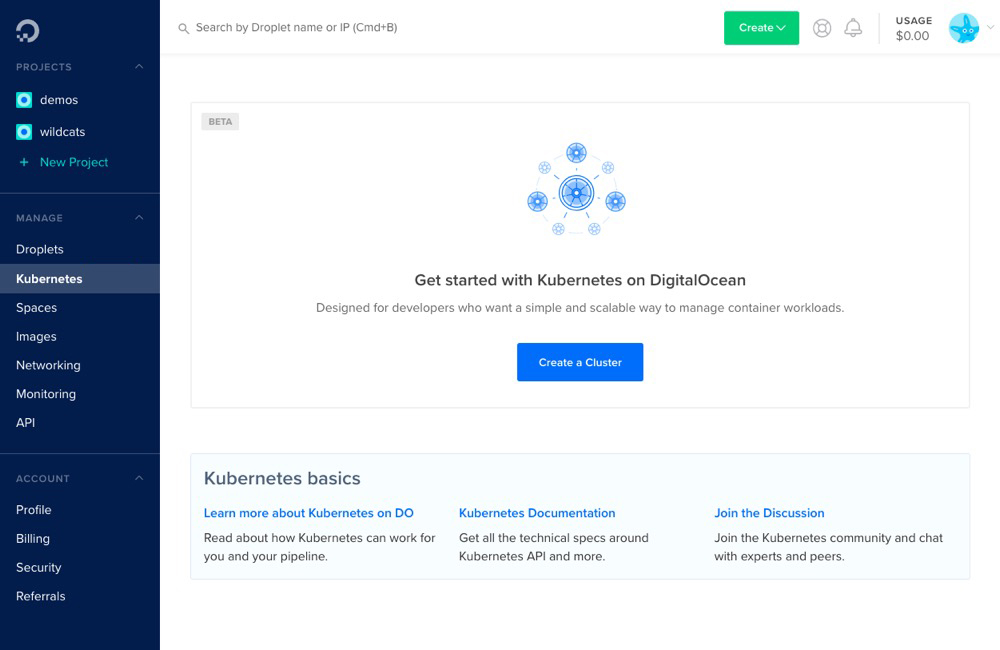 Search by Droplet name or IP (Cmd+B)
Create
USAGE
$0.00
PROJECTS
demos
wildcats
+ New Project
MANAGE
Droplets
Kubernetes
Spaces
Images
Networking
Monitoring
API
ACCOUNT
Profile
Billing
Security
Referrals
BETA
Get started with Kubernetes on DigitalOcean
Designed for developers who want a simple and scalable way to manage container workloads.
Create a Cluster
Kubernetes basics
Learn more about Kubernetes on DO
Read about how Kubernetes can work for
you and your pipeline.
Kubernetes Documentation
Get all the technical specs around
Kubernetes API and more.
Join the Discussion
Join the Kubernetes community and chat
with experts and peers.